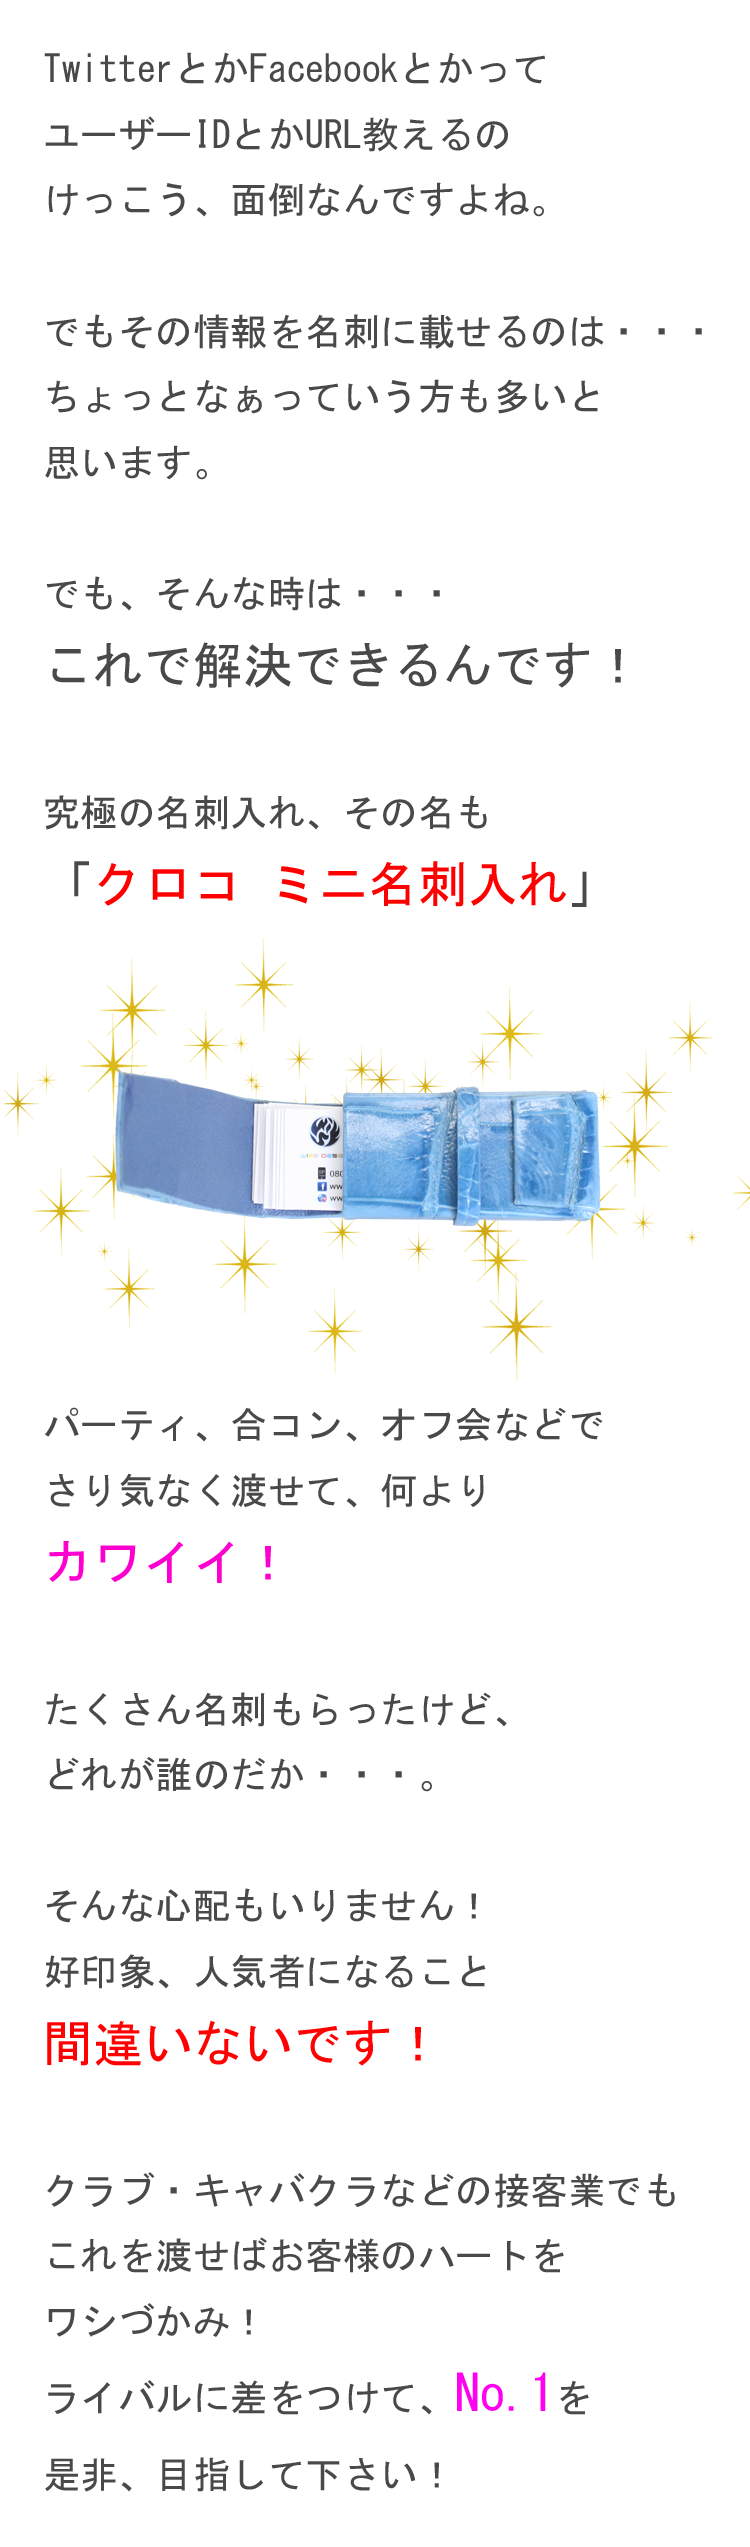 TwitterとかFacebookとかって
ユーザーIDとかURL教えるの
けっこう、面倒なんですよね。
でもその情報を名刺に載せるのは・・・
ちょっとなぁっていう方も多いと
思います。
でも、そんな時は・・・
これで解決できるんです！
究極の名刺入れ、その名も
「クロコ ミニ名刺入れ」
080
ww
ww
パーティ、合コン、オフ会などで
さり気なく渡せて、何より
カワイイ！
たくさん名刺もらったけど、
どれが誰のだか・・・。
そんな心配もいりません！
好印象、人気者になること
間違いないです！
クラブ・キャバクラなどの接客業でも
これを渡せばお客様のハートを
ワシづかみ！
ライバルに差をつけて、No.1を
是非、目指して下さい！